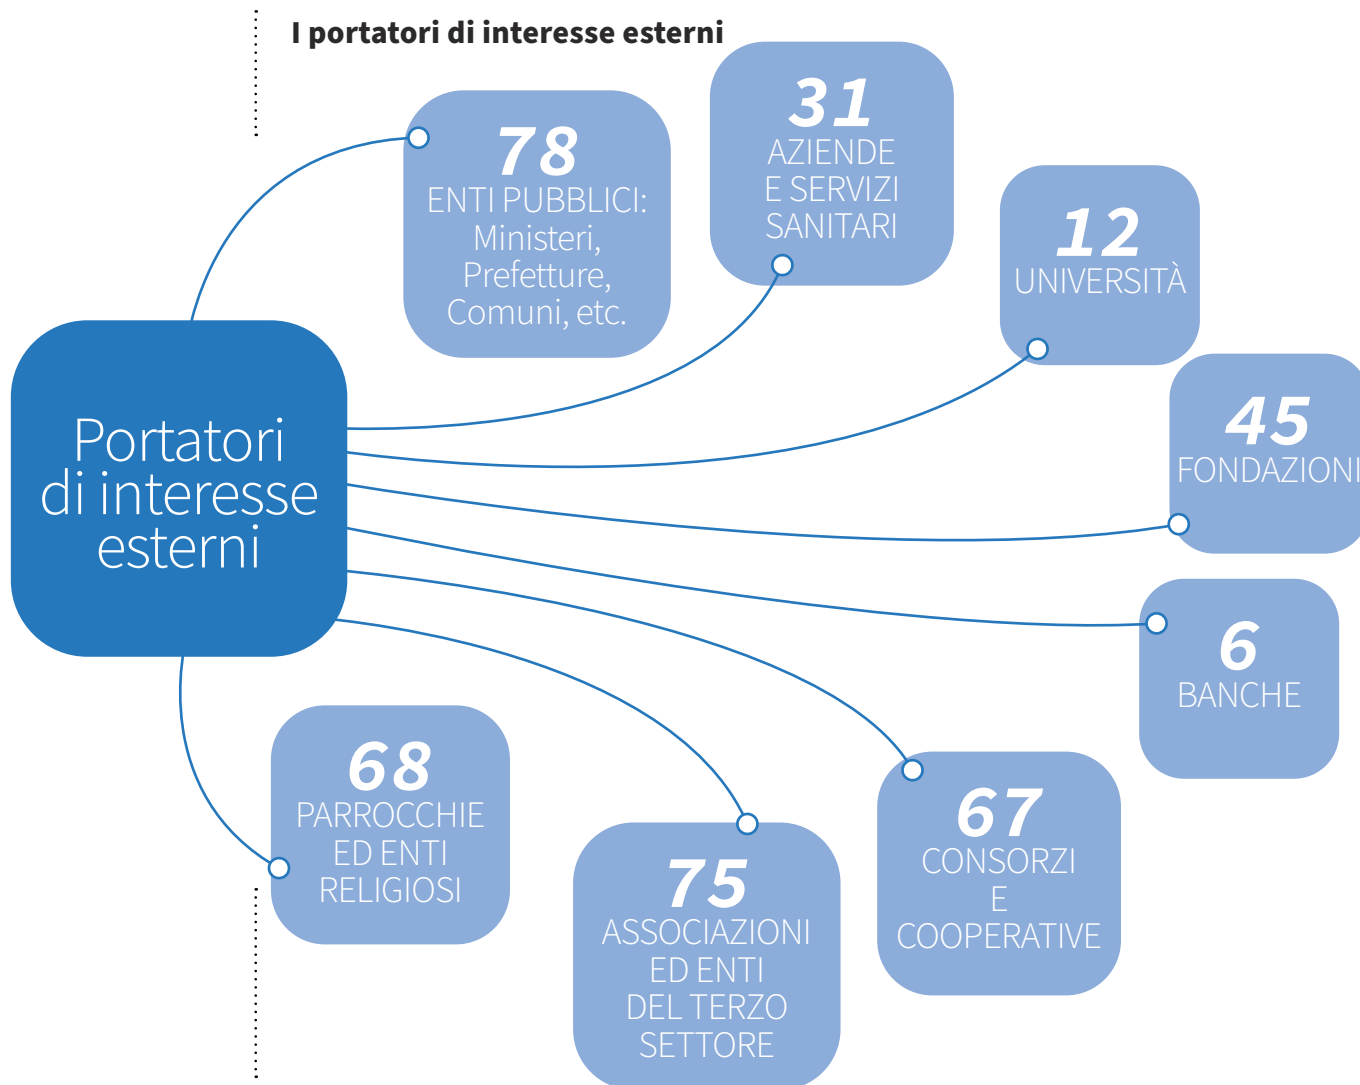 I portatori di interesse esterni
78
ENTI PUBBLICI:
Ministeri,
Prefetture,
Comuni, etc.
31
AZIENDE
E SERVIZI
SANITARI
12
UNIVERSITÀ
45
FONDAZIONI
Portatori
di interesse
esterni
6
BANCHE
67
CONSORZI
E
COOPERATIVE
75
ASSOCIAZIONI
ED ENTI
DEL TERZO
SETTORE
68
PARROCCHIE
ED ENTI
RELIGIOSI